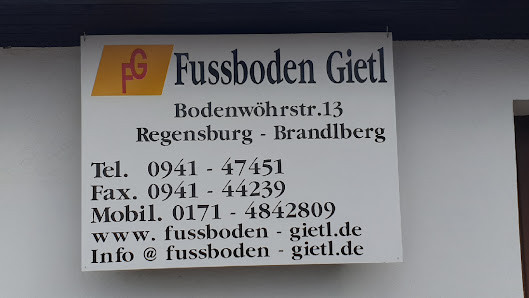 FG Fussboden Gietl
Bodenwöhrstr.13
Regensburg - Brandlberg
Tel. 0941 - 47451
Fax. 0941 - 44239
Mobil. 0171 - 4842809
www. fussboden - gietl.de
Info @ fussboden - gietl.de